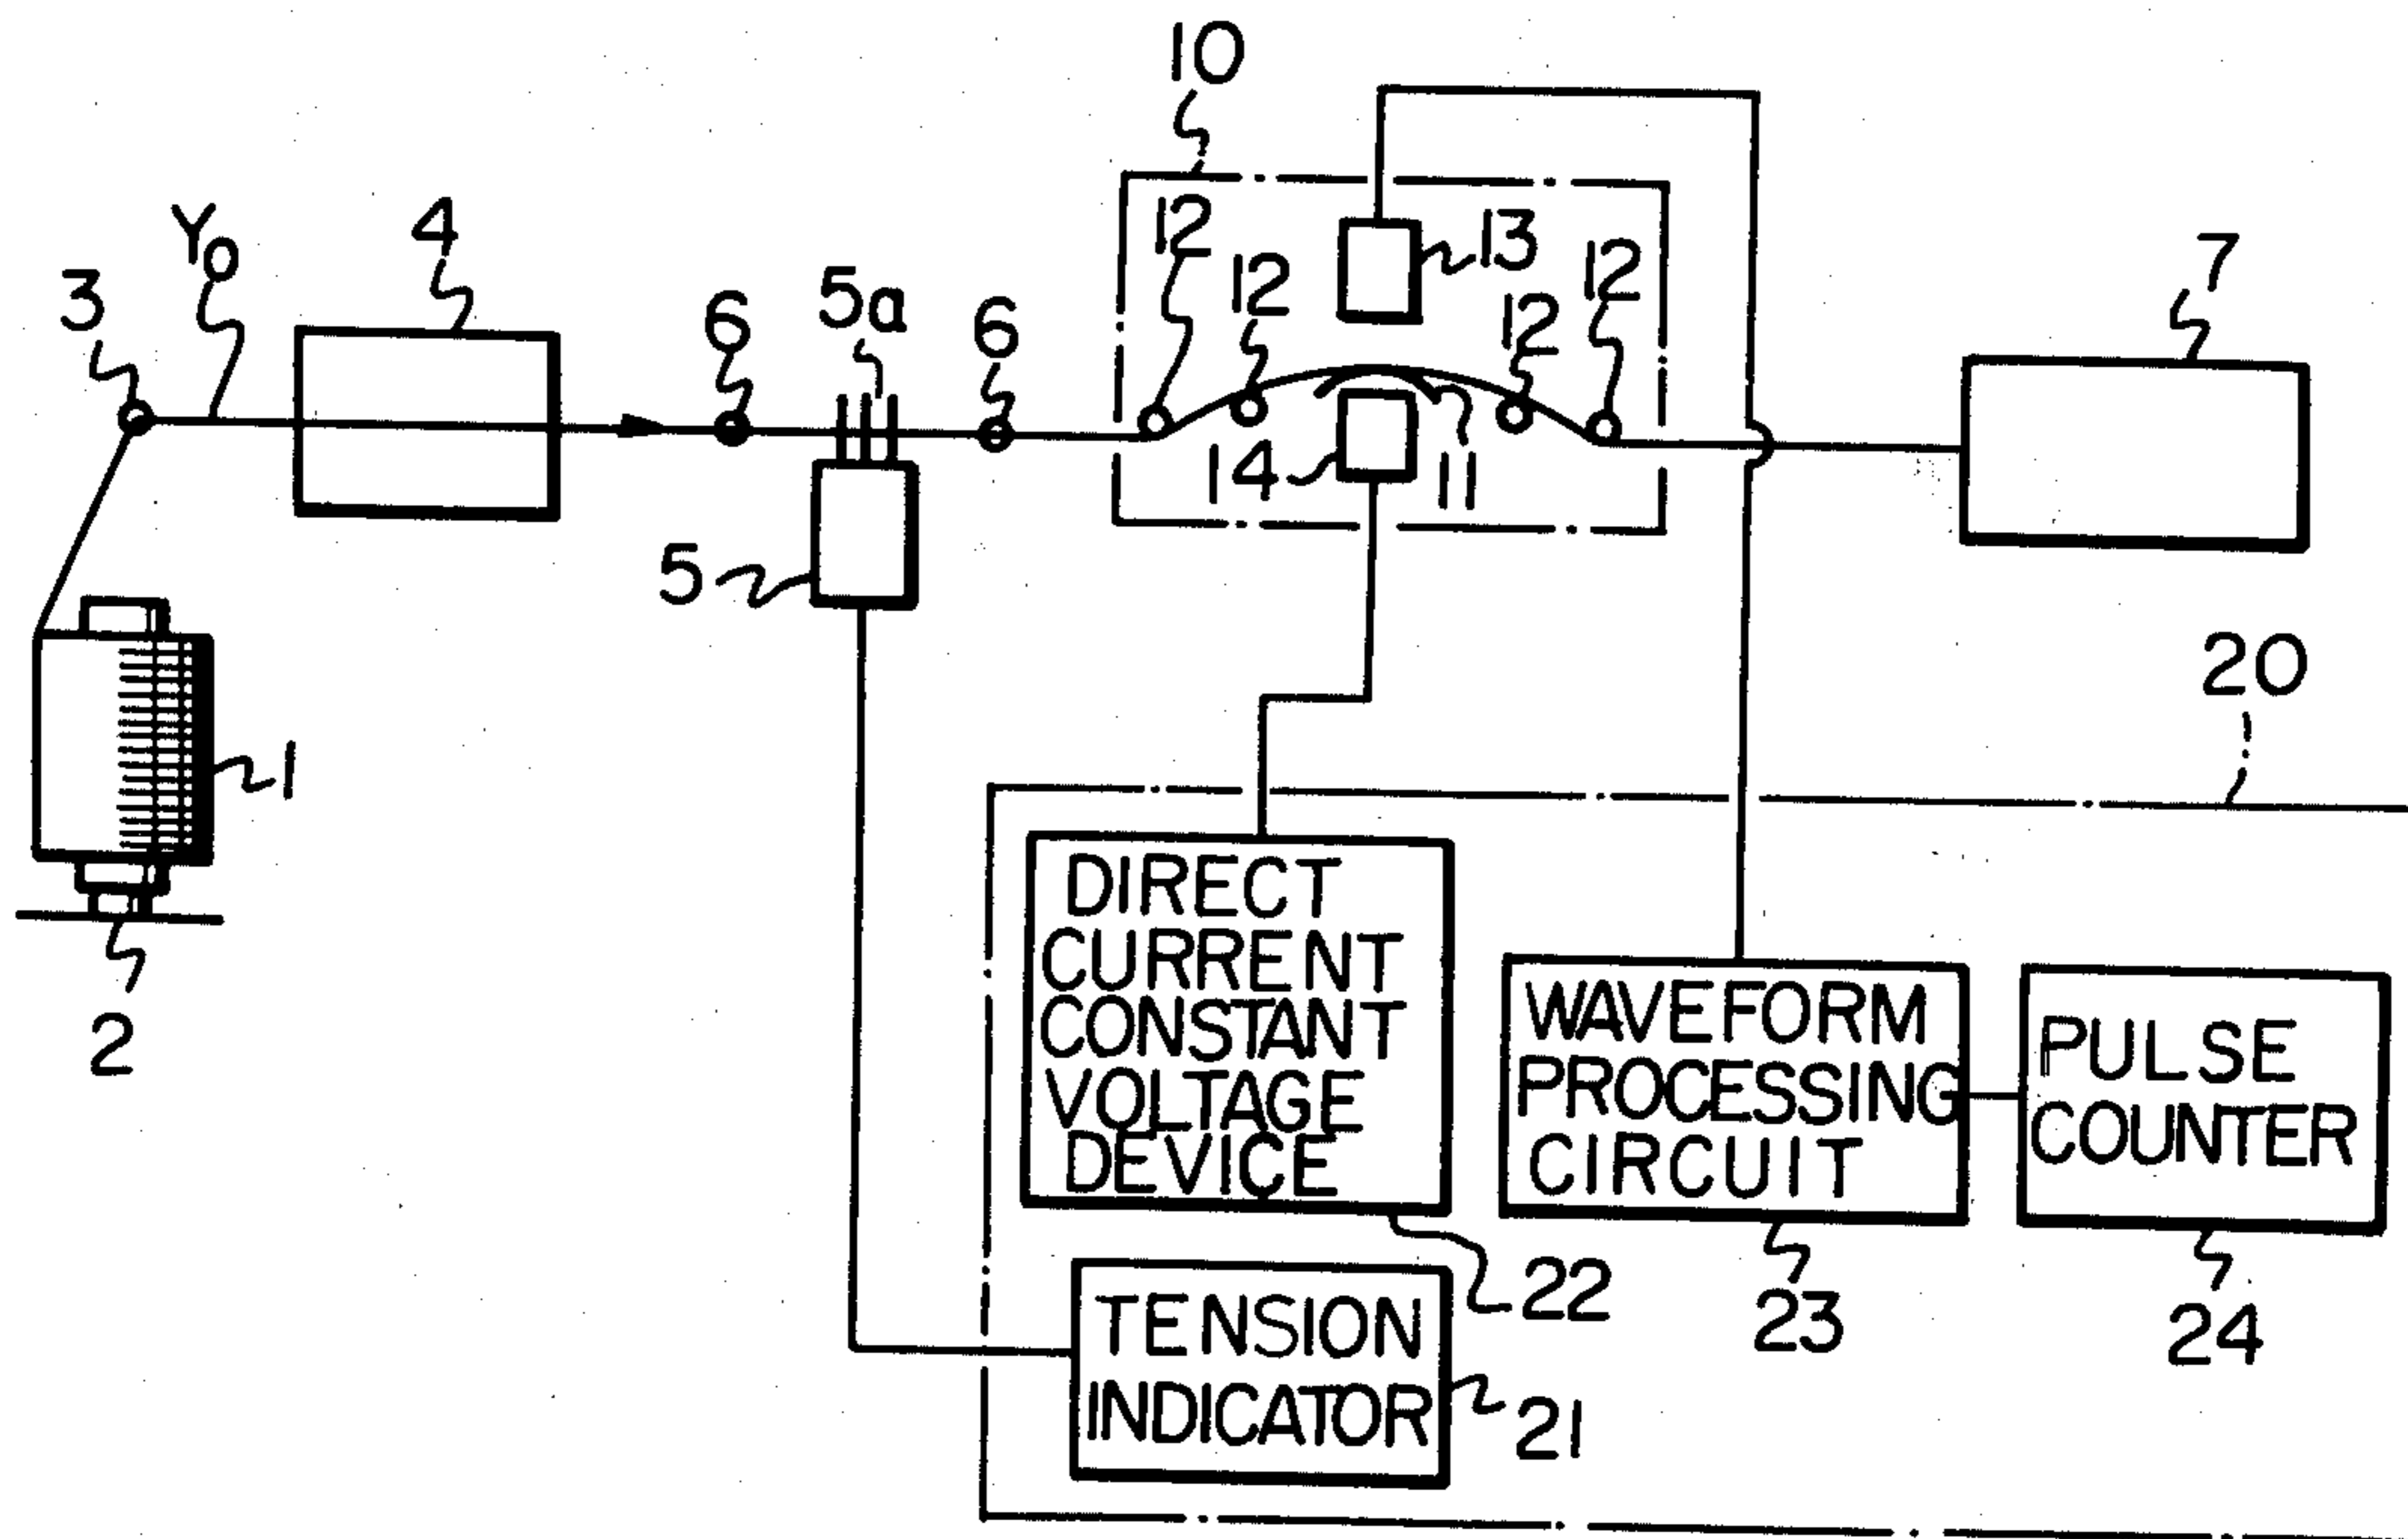 10
12
13
12
12
12
Y0
4
3
6
5a
6
7
14
11
5
1
20
2
DIRECT
CURRENT
CONSTANT
VOLTAGE
DEVICE
WAVEFORM
PROCESSING
CIRCUIT
PULSE
COUNTER
22
23
24
TENSION
INDICATOR
21